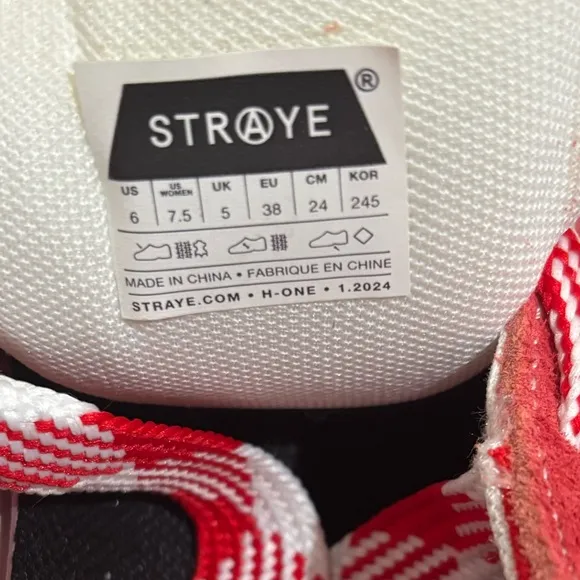 ®
STRAYE
US US WOMEN UK EU CM KOR
6 7.5 5 38 24 245
MADE IN CHINA • FABRIQUE EN CHINE
STRAYE.COM • H-ONE • 1.2024